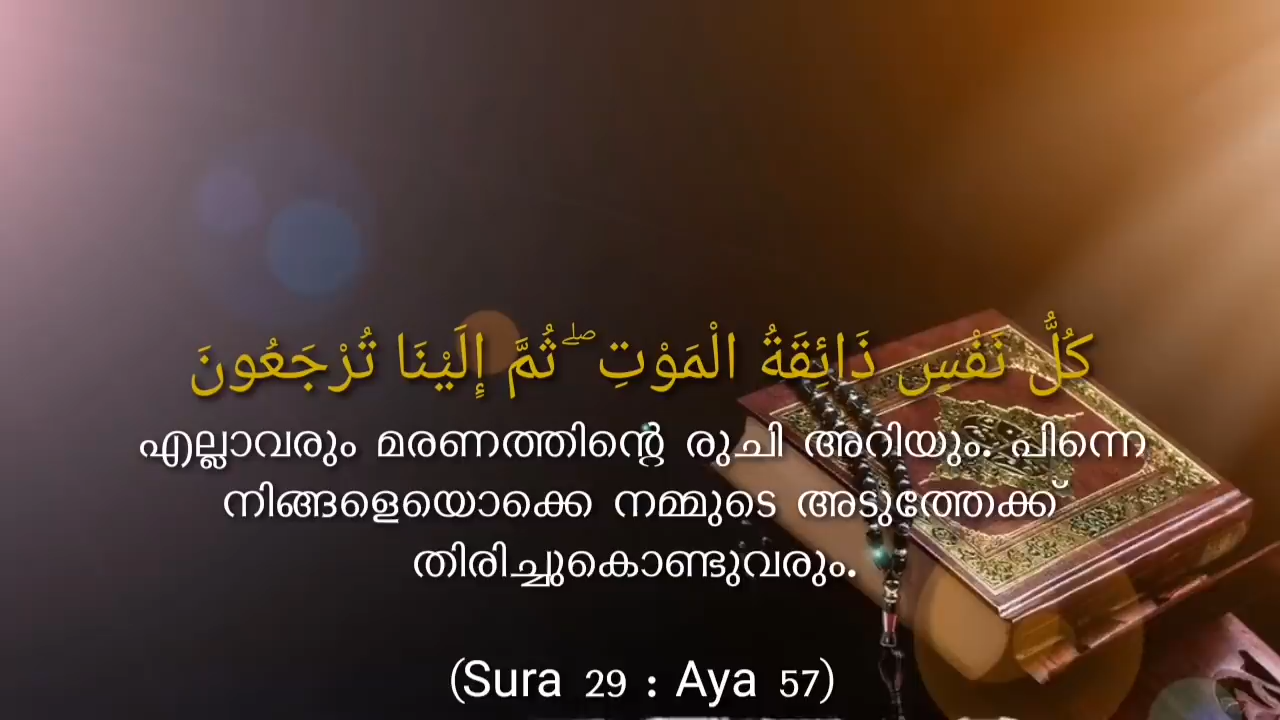 كُلُّ نَفْسٍ ذَائِقَةُ الْمَوْتِ ۖ ثُمَّ إِلَيْنَا تُرْجَعُونَ
എല്ലാവരും മരണത്തിന്റെ രുചി അറിയും. പിന്നെ
നിങ്ങളെയൊക്കെ നമ്മുടെ അടുത്തേക്ക്
തിരിച്ചുകൊണ്ടുവരും.
(Sura 29 : Aya 57)